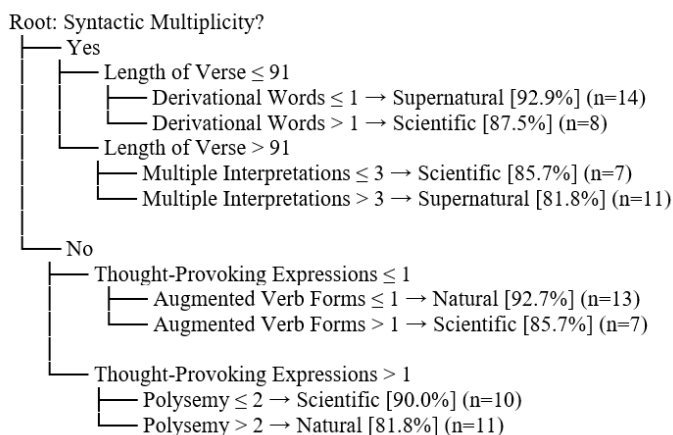 Root: Syntactic Multiplicity?
Yes
Length of Verse ≤ 91
Derivational Words ≤ 1 → Supernatural [92.9%] (n=14)
Derivational Words > 1 → Scientific [87.5%] (n=8)
Length of Verse > 91
Multiple Interpretations ≤ 3 → Scientific [85.7%] (n=7)
Multiple Interpretations > 3 → Supernatural [81.8%] (n=11)
No
Thought-Provoking Expressions ≤ 1
Augmented Verb Forms ≤ 1 → Natural [92.7%] (n=13)
Augmented Verb Forms > 1 → Scientific [85.7%] (n=7)
Thought-Provoking Expressions > 1
Polysemy ≤ 2 → Scientific [90.0%] (n=10)
Polysemy > 2 → Natural [81.8%] (n=11)